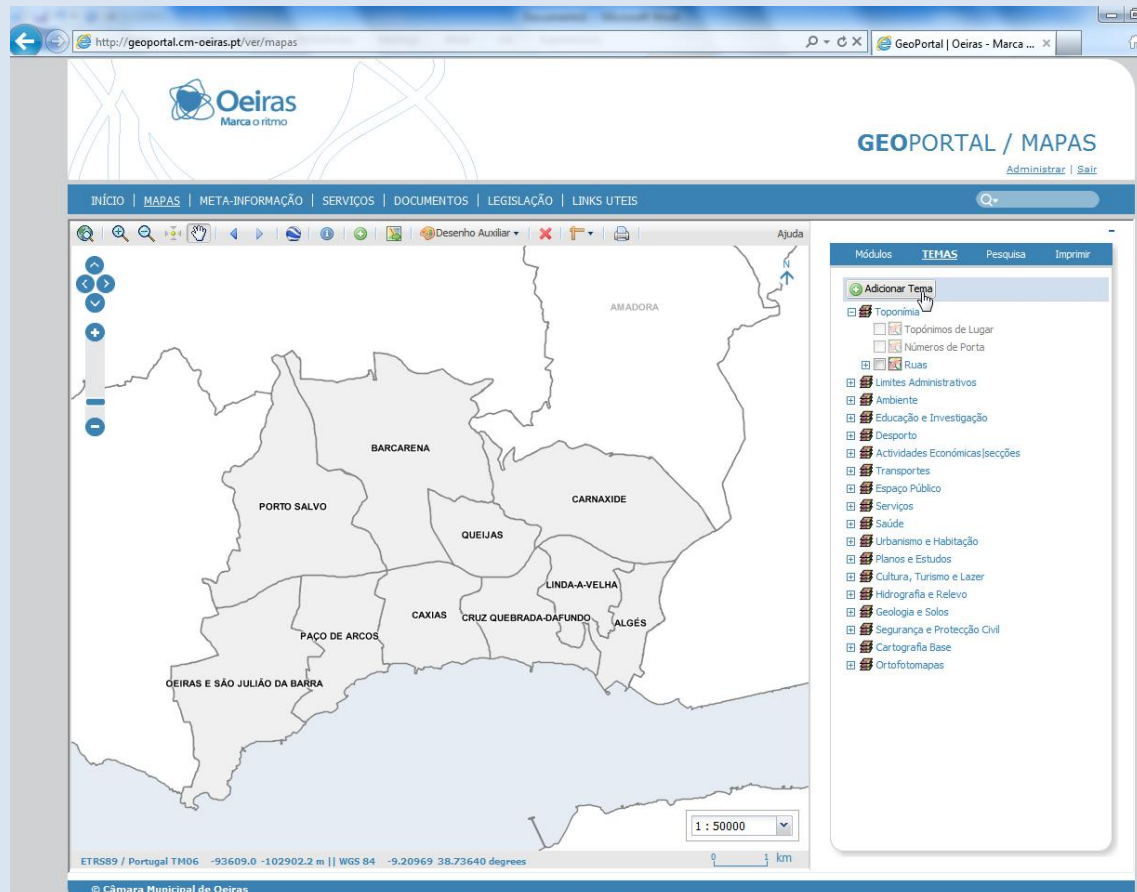 http://geoportal.cm-oeiras.pt/ver/mapas
GeoPortal | Oeiras - Marca ...
Oeiras
Marca o ritmo
GEOPORTAL / MAPAS
Administrar | Sair
INÍCIO | MAPAS | META-INFORMAÇÃO | SERVIÇOS | DOCUMENTOS | LEGISLAÇÃO | LINKS UTEIS
Desenho Auxiliar
Ajuda
Módulos TEMAS Pesquisa Imprimir
Adicionar Tema
Toponímia
Topónimos de Lugar
Números de Porta
Ruas
Limites Administrativos
Ambiente
Educação e Investigação
Desporto
Actividades Económicas|secções
Transportes
Espaço Público
Serviços
Saúde
Urbanismo e Habitação
Planos e Estudos
Cultura, Turismo e Lazer
Hidrografia e Relevo
Geologia e Solos
Segurança e Protecção Civil
Cartografia Base
Ortofotomapas
N
AMADORA
BARCARENA
CARNAXIDE
PORTO SALVO
QUEIJAS
LINDA-A-VELHA
CAXIAS
CRUZ QUEBRADA-DAFUNDO
ALGÉS
PAÇO DE ARCOS
OEIRAS E SÃO JULIÃO DA BARRA
1 : 50000
ETRS89 / Portugal TM06 -93609.0 -102902.2 m || WGS 84 -9.20969 38.73640 degrees
0 1 km
© Câmara Municipal de Oeiras